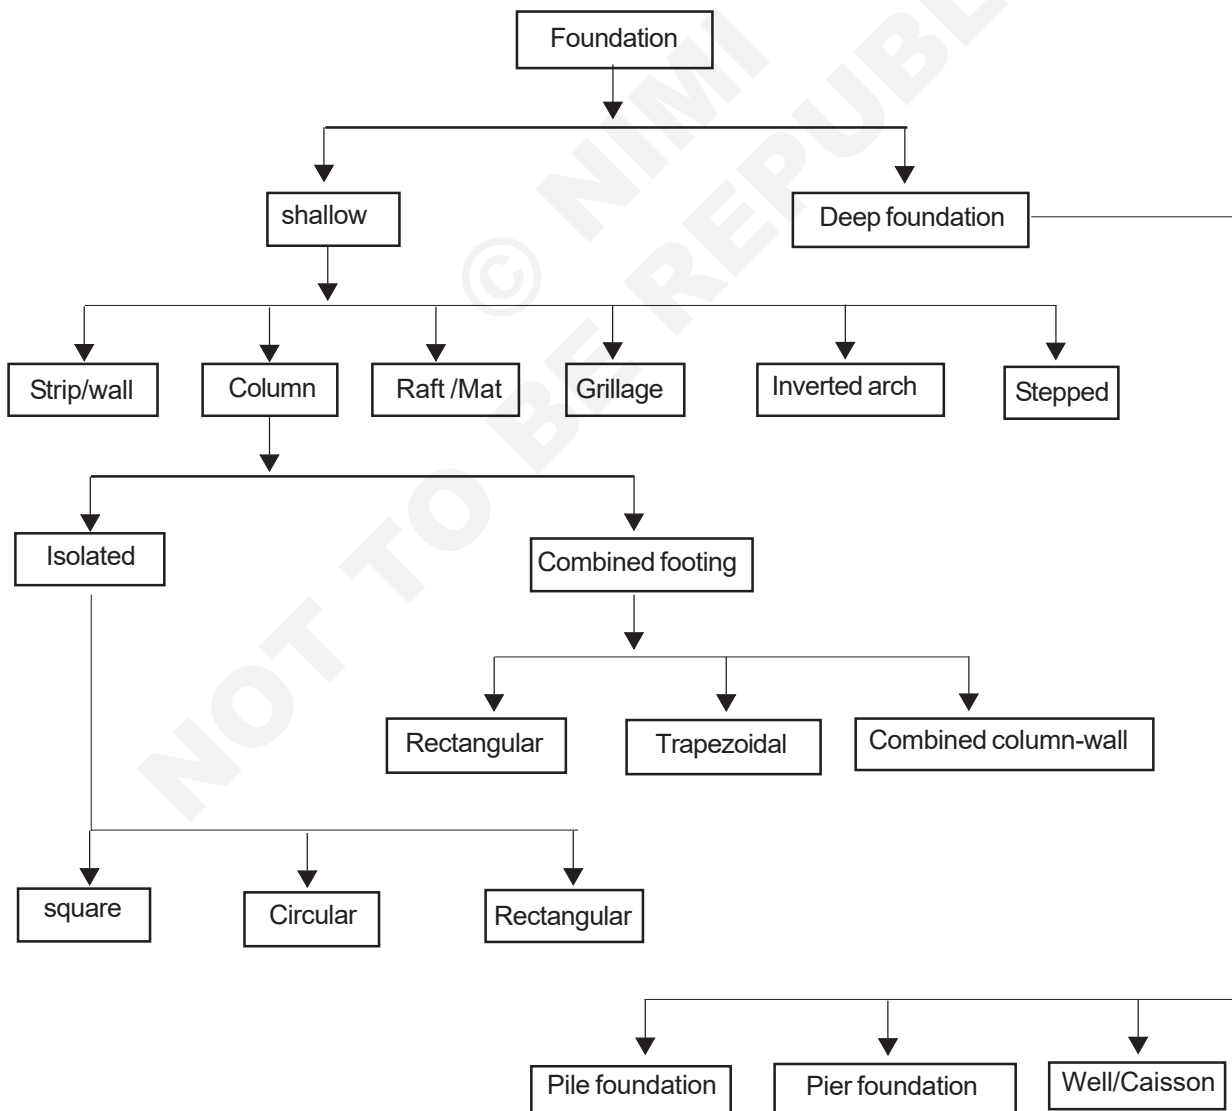 Foundation
shallow
Deep foundation
Strip/wall
Column
Raft /Mat
Grillage
Inverted arch
Stepped
Isolated
Combined footing
Rectangular
Trapezoidal
Combined column-wall
square
Circular
Rectangular
Pile foundation
Pier foundation
Well/Caisson
© NIMI
NOT TO BE REPUBL